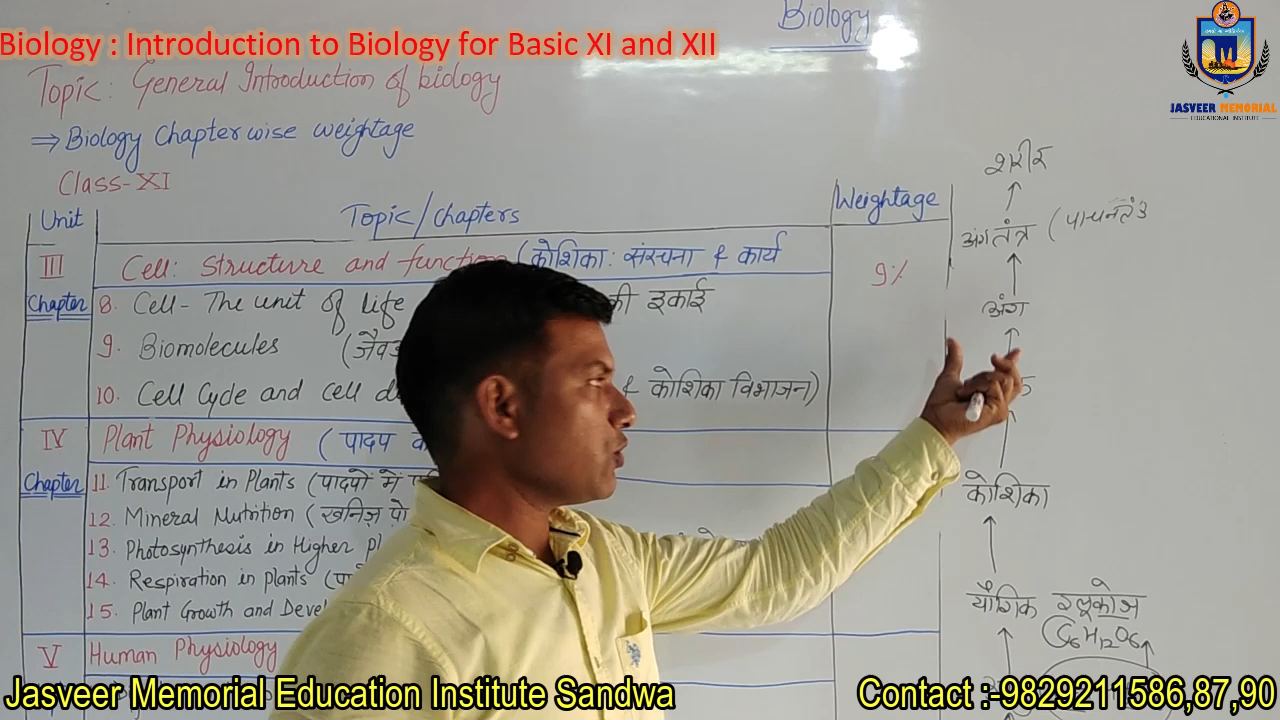 Biology : Introduction to Biology for Basic XI and XII
Biology
JASVEER MEMORIAL
EDUCATIONAL INSTITUTE
Topic: General Introduction of biology
⇒ Biology Chapterwise weightage
Class-XI
Unit Topic/chapters Weightage
III Cell: Structure and function (कोशिका: संरचना & कार्य 9%
Chapter 8. Cell- The unit of life की इकाई
9. Biomolecules
10. Cell Cycle and cell & कोशिका विभाजन)
IV Plant Physiology (पादप
Chapter 11. Transport in Plants (पादपों में
12. Mineral Nutrition (खनिज़
13. Photosynthesis in Higher
14. Respiration in plants
15. Plant Growth and
V Human Physiology
शरीर
अंगतंत्र (पाचनतंत्र
अंग
कोशिका
यौगिक ग्लूकोज
C6H12O6
Jasveer Memorial Education Institute Sandwa
Contact :-9829211586,87,90